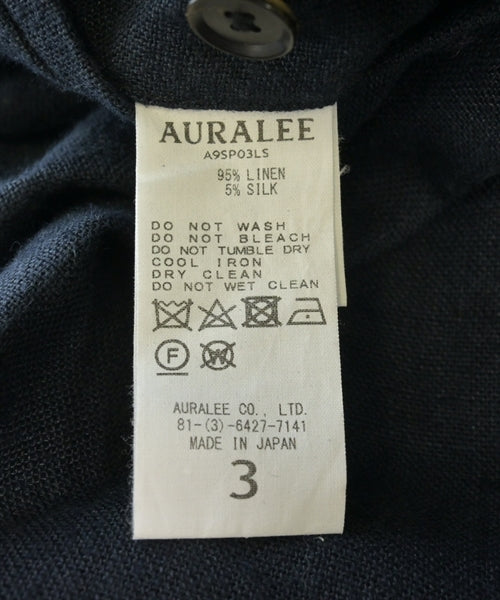 AURALEE
A9SP03LS
95% LINEN
5% SILK
DO NOT WASH
DO NOT BLEACH
DO NOT TUMBLE DRY
COOL IRON
DRY CLEAN
DO NOT WET CLEAN
F W
AURALEE CO., LTD.
81-(3)-6427-7141
MADE IN JAPAN
3